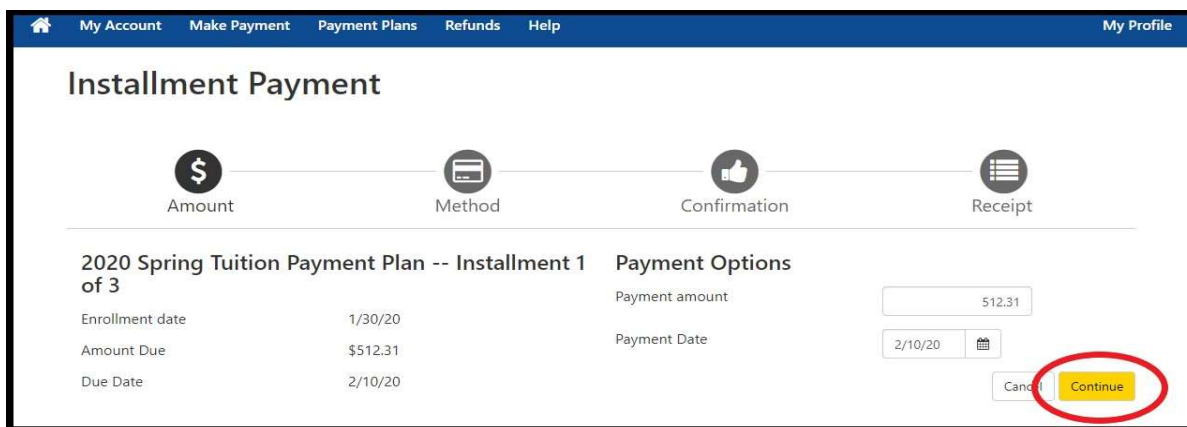 My Account Make Payment Payment Plans Refunds Help My Profile
Installment Payment
$
Amount Method Confirmation Receipt
2020 Spring Tuition Payment Plan -- Installment 1
of 3
Enrollment date 1/30/20
Amount Due $512.31
Due Date 2/10/20
Payment Options
Payment amount 512.31
Payment Date 2/10/20
Cancel Continue